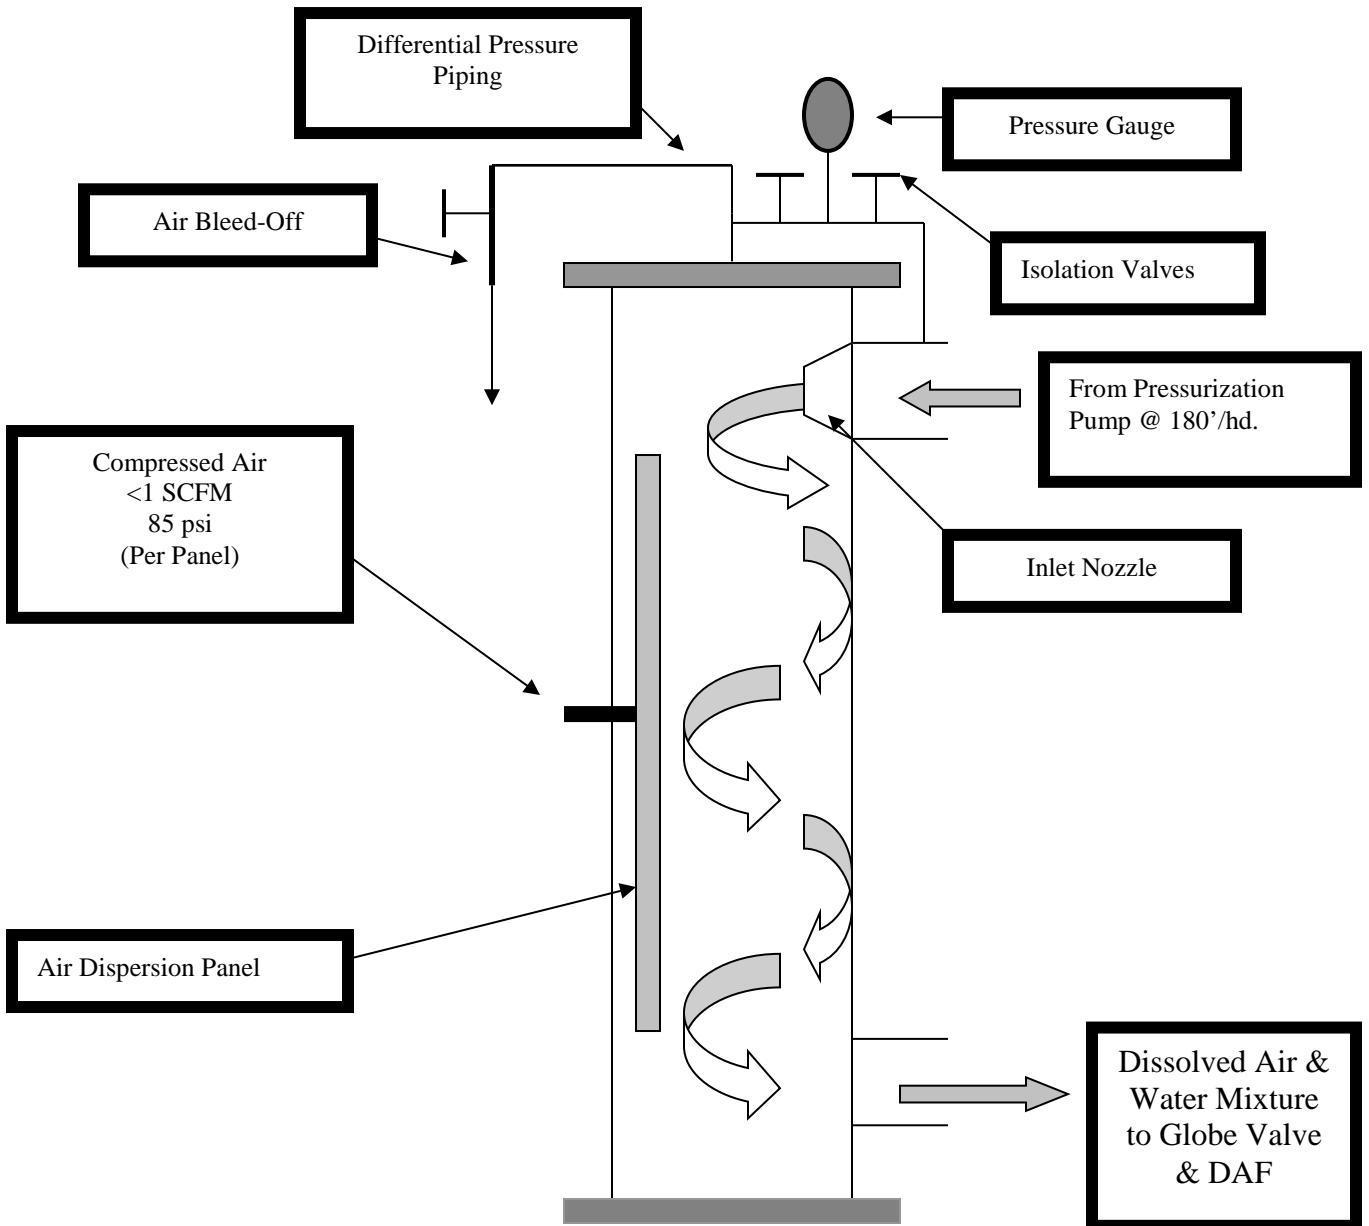 Differential Pressure
Piping
Pressure Gauge
Air Bleed-Off
Isolation Valves
From Pressurization
Pump @ 180’/hd.
Compressed Air
<1 SCFM
85 psi
(Per Panel)
Inlet Nozzle
Air Dispersion Panel
Dissolved Air &
Water Mixture
to Globe Valve
& DAF